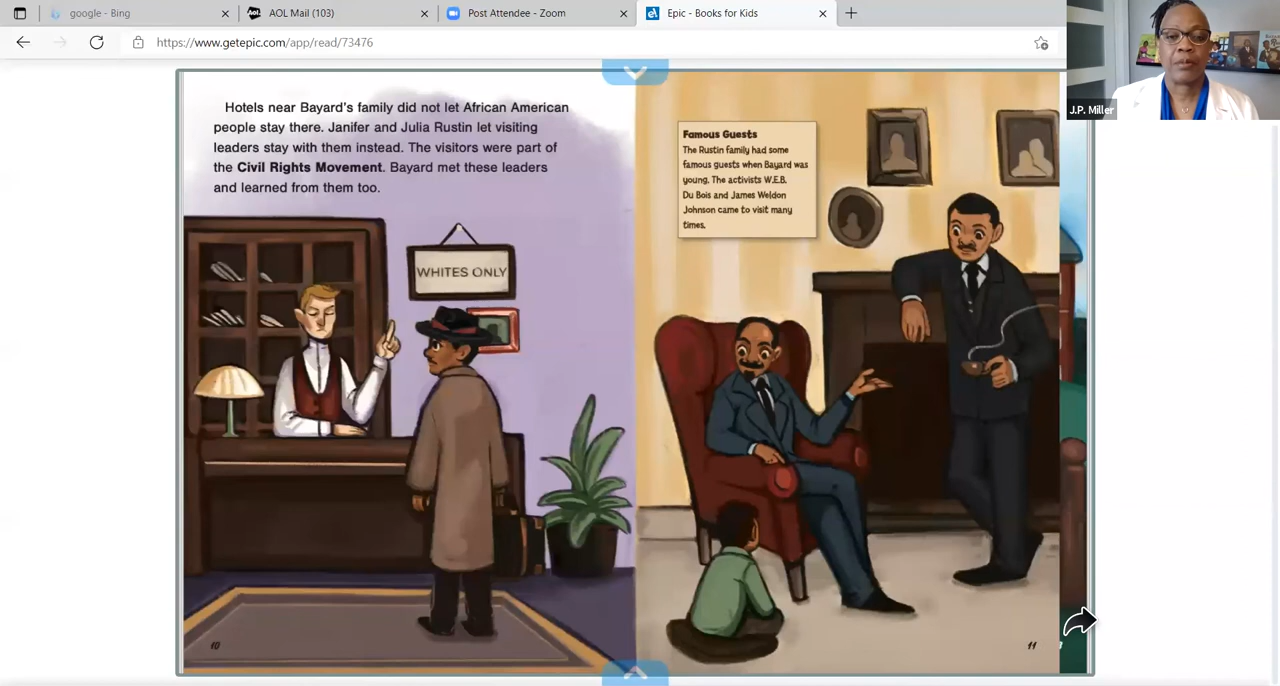 google - Bing
AOL Mail (103)
Post Attendee - Zoom
Epic - Books for Kids
https://www.getepic.com/app/read/73476
J.P. Miller
Hotels near Bayard's family did not let African American
people stay there. Janifer and Julia Rustin let visiting
leaders stay with them instead. The visitors were part of
the Civil Rights Movement. Bayard met these leaders
and learned from them too.
WHITES ONLY
10
Famous Guests
The Rustin family had some
famous guests when Bayard was
young. The activists W.E.B.
Du Bois and James Weldon
Johnson came to visit many
times.
11